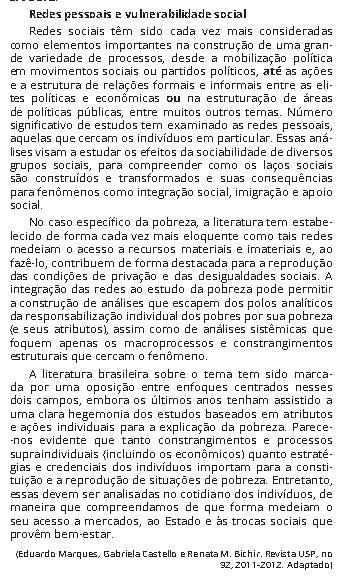 Redes pessoais e vulnerabilidade social
Redes sociais têm sido cada vez mais consideradas
como elementos importantes na construção de uma gran-
de variedade de processos, desde a mobilização política
em movimentos sociais ou partidos políticos, até as ações
e a estrutura de relações formais e informais entre as eli-
tes políticas e econômicas ou na estruturação de áreas
de políticas públicas, entre muitos outros temas. Número
significativo de estudos tem examinado as redes pessoais,
aquelas que cercam os indivíduos em particular. Essas aná-
lises visam a estudar os efeitos da sociabilidade de diversos
grupos sociais, para compreender como os laços sociais
são construídos e transformados e suas consequências
para fenômenos como integração social, imigração e apoio
social.
No caso específico da pobreza, a literatura tem estabe-
lecido de forma cada vez mais eloquente como tais redes
medeiam o acesso a recursos materiais e imateriais e, ao
fazê-lo, contribuem de forma destacada para a reprodução
das condições de privação e das desigualdades sociais. A
integração das redes ao estudo da pobreza pode permitir
a construção de análises que escapem dos polos analíticos
da responsabilização individual dos pobres por sua pobreza
(e seus atributos), assim como de análises sistêmicas que
foquem apenas os macroprocessos e constrangimentos
estruturais que cercam o fenômeno.
A literatura brasileira sobre o tema tem sido marca-
da por uma oposição entre enfoques centrados nesses
dois campos, embora os últimos anos tenham assistido a
uma clara hegemonia dos estudos baseados em atributos
e ações individuais para a explicação da pobreza. Parece-
-nos evidente que tanto constrangimentos e processos
supraindividuais (incluindo os econômicos) quanto estraté-
gias e credenciais dos indivíduos importam para a consti-
tuição e a reprodução de situações de pobreza. Entretanto,
essas devem ser analisadas no cotidiano dos indivíduos, de
maneira que compreendamos de que forma medeiam o
seu acesso a mercados, ao Estado e às trocas sociais que
provêm bem-estar.
(Eduardo Marques, Gabriela Castello e Renata M. Bichir. Revista USP, no
92, 2011-2012. Adaptado)